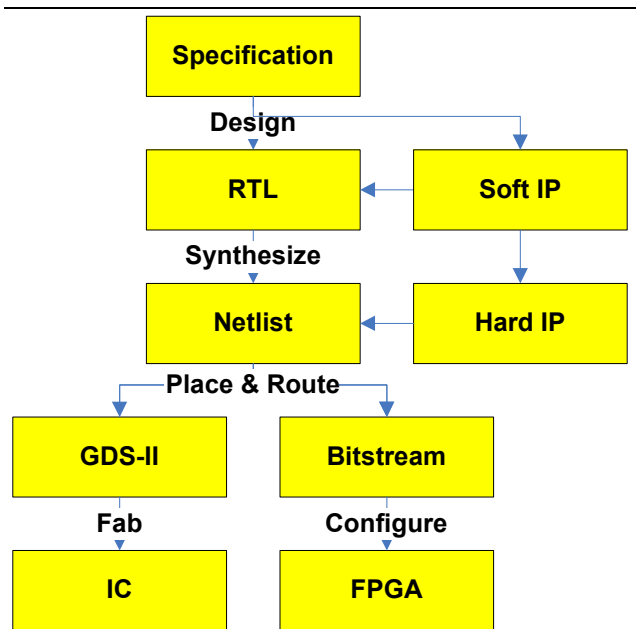 Specification
Design
RTL
Soft IP
Synthesize
Netlist
Hard IP
Place & Route
GDS-II
Bitstream
Fab
Configure
IC
FPGA